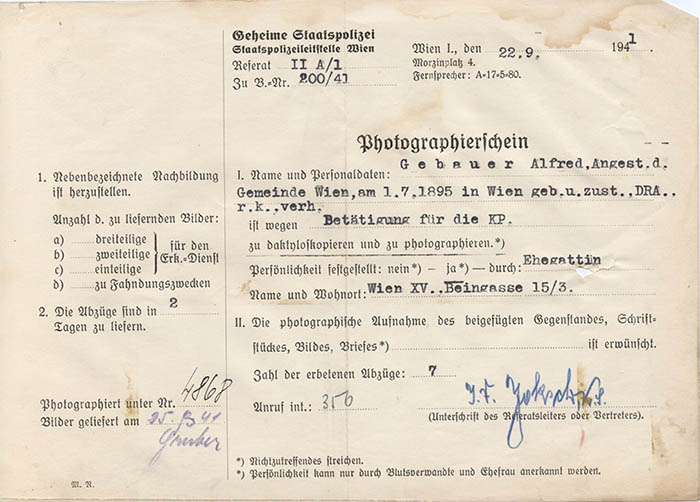 Geheime Staatspolizei
Staatspolizeileitstelle Wien
Referat II A/1
Zu B.=Nr. 200/41
Wien I., den 22.9. 1941
Morzinplatz 4.
Fernsprecher: A=17=5=80.
Photographierschein
1. Nebenbezeichnete Nachbildung
ist herzustellen.
Anzahl d. zu liefernden Bilder:
a) dreiteilige
b) zweiteilige
c) einteilige
für den
Erk.=Dienst
d) zu Fahndungszwecken
2. Die Abzüge sind in 2
Tagen zu liefern.
Photographiert unter Nr. 4868
Bilder geliefert am 25. 9 41
Gruber
M. R.
I. Name und Personaldaten: Gebauer Alfred,Angest.d.
Gemeinde Wien,am 1.7.1895 in Wien geb.u.zust.,DRA..
r.k..verh.
ist wegen Betätigung für die KP.
zu daktyloskopieren und zu photographieren.*)
Persönlichkeit festgestellt: nein*) — ja*) — durch: Ehegattin
Name und Wohnort: Wien XV..Beingasse 15/3.
II. Die photographische Aufnahme des beigefügten Gegenstandes, Schrift=
stückes, Bildes, Briefes*) ist erwünscht.
Zahl der erbetenen Abzüge: 7
Anruf int.: 356
I.V.
(Unterschrift des Referatsleiters oder Vertreters).
*) Nichtzutreffendes streichen.
*) Persönlichkeit kann nur durch Blutsverwandte und Ehefrau anerkannt werden.